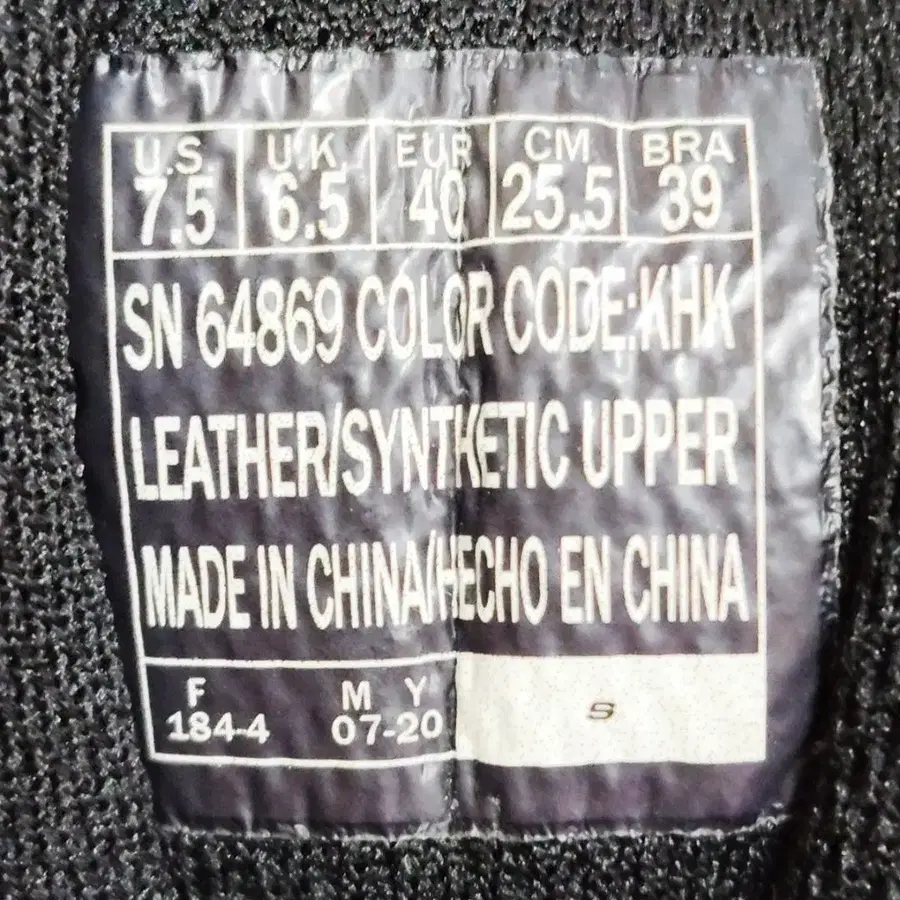 U.S. U.K. EUR CM BRA
7.5 6.5 40 25.5 39
SN 64869 COLOR CODE:KHK
LEATHER/SYNTHETIC UPPER
MADE IN CHINA/HECHO EN CHINA
F M Y
184-4 07-20
S